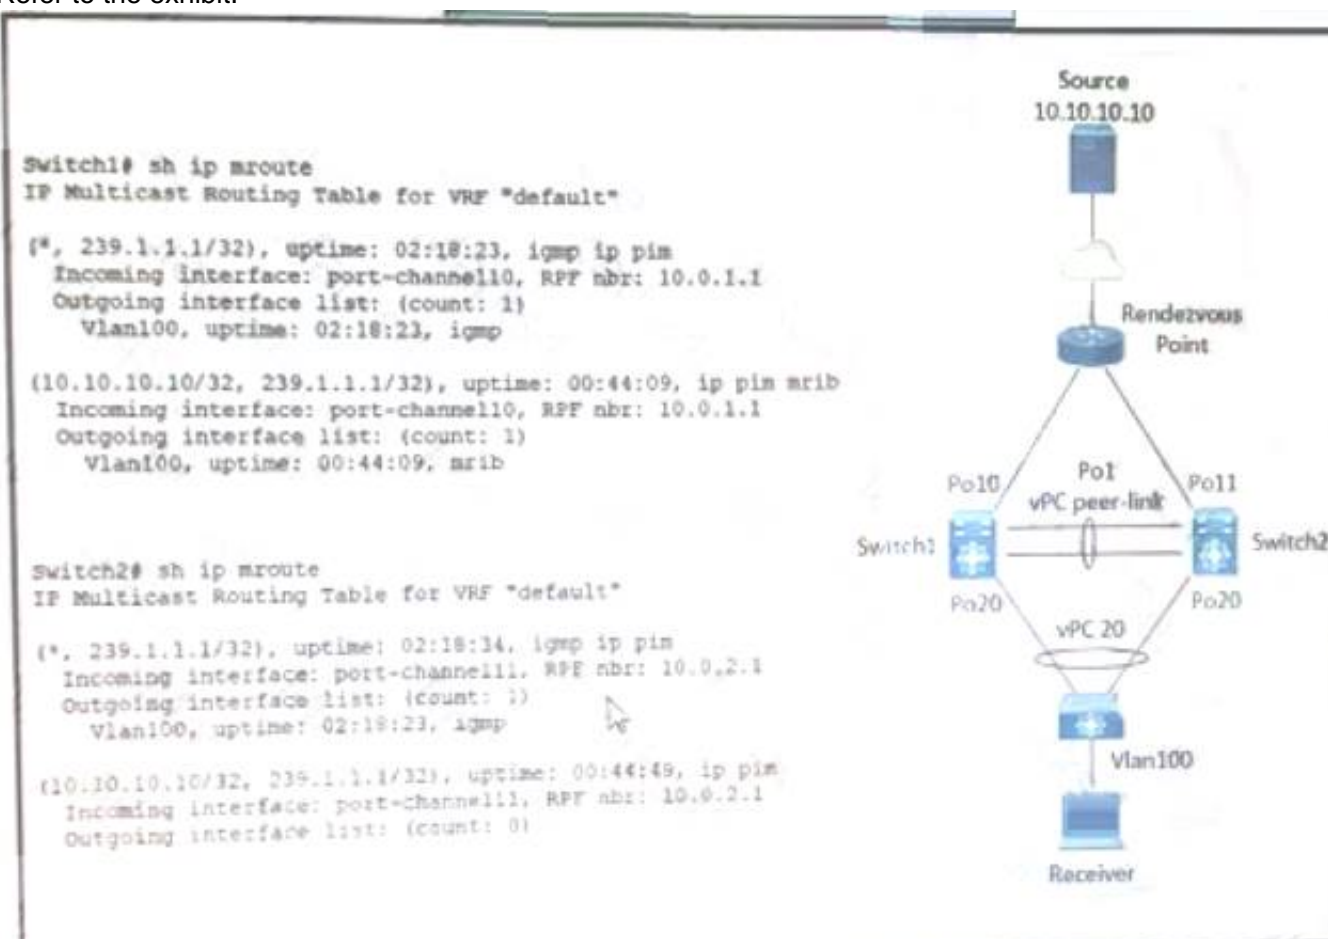 Refer to the exhibit.
Switch1# sh ip mroute
IP Multicast Routing Table for VRF "default"
(*, 239.1.1.1/32), uptime: 02:18:23, igmp ip pim
Incoming interface: port-channel10, RPF nbr: 10.0.1.1
Outgoing interface list: (count: 1)
Vlan100, uptime: 02:18:23, igmp
(10.10.10.10/32, 239.1.1.1/32), uptime: 00:44:09, ip pim mrib
Incoming interface: port-channel10, RPF nbr: 10.0.1.1
Outgoing interface list: (count: 1)
Vlan100, uptime: 00:44:09, mrib
Switch2# sh ip mroute
IP Multicast Routing Table for VRF "default"
(*, 239.1.1.1/32), uptime: 02:18:34, igmp ip pim
Incoming interface: port-channel11, RPF nbr: 10.0.2.1
Outgoing interface list: (count: 1)
Vlan100, uptime: 02:18:23, igmp
(10.10.10.10/32, 239.1.1.1/32), uptime: 00:44:49, ip pim
Incoming interface: port-channel11, RPF nbr: 10.0.2.1
Outgoing interface list: (count: 0)
Source
10.10.10.10
Rendezvous
Point
Po10
Po1
vPC peer-link
Po11
Switch1
Switch2
Po20
Po20
vPC 20
Vlan100
Receiver